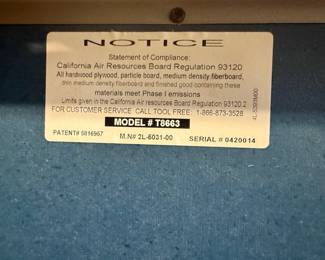 NOTICE
Statement of Compliance:
California Air Resources Board Regulation 93120
All hardwood plywood, particle board, medium density fiberboard,
thin medium density fiberboard and finished good containing these
materials meet Phase I emissions
Limits given in the California Air resources Board Regulation 93120.2
FOR CUSTOMER SERVICE CALL TOLL FREE: 1-866-873-3528
MODEL # T8663
PATENT# 5816957
M.N# 2L-6031-00
SERIAL # 0420014